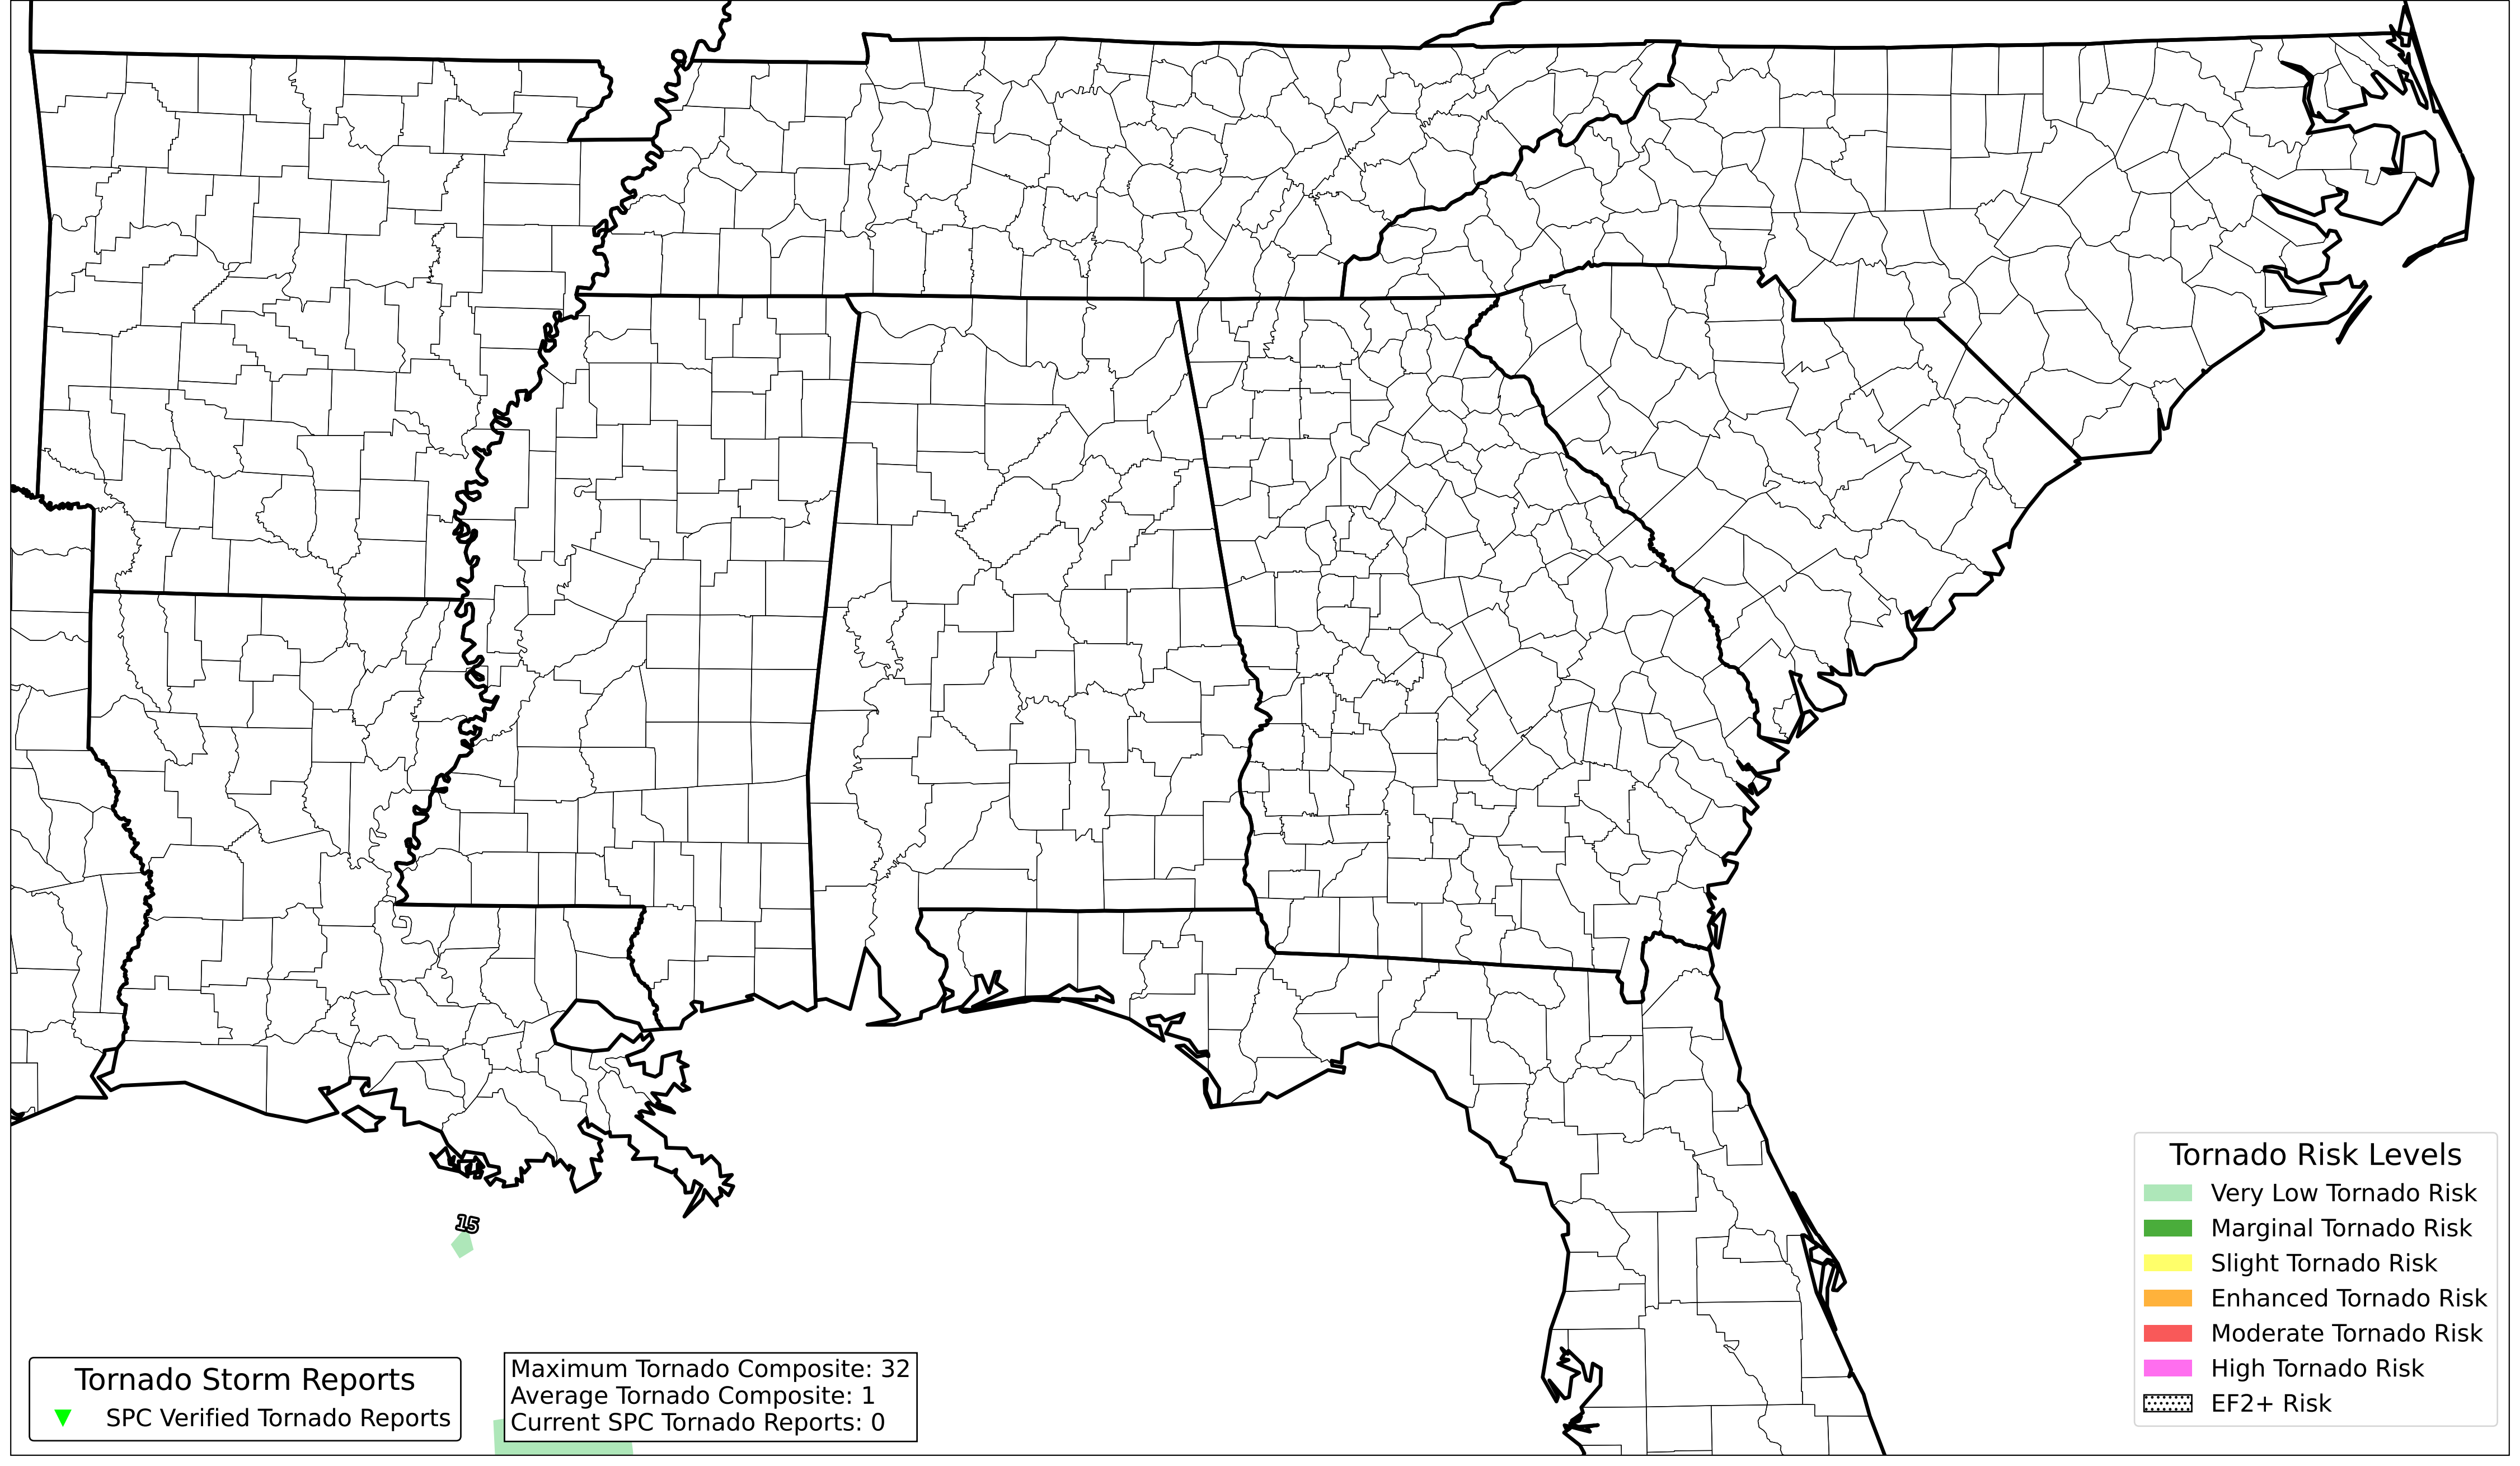 15
Tornado Risk Levels
Very Low Tornado Risk
Marginal Tornado Risk
Slight Tornado Risk
Enhanced Tornado Risk
Moderate Tornado Risk
High Tornado Risk
EF2+ Risk
Tornado Storm Reports
SPC Verified Tornado Reports
Maximum Tornado Composite: 32
Average Tornado Composite: 1
Current SPC Tornado Reports: 0